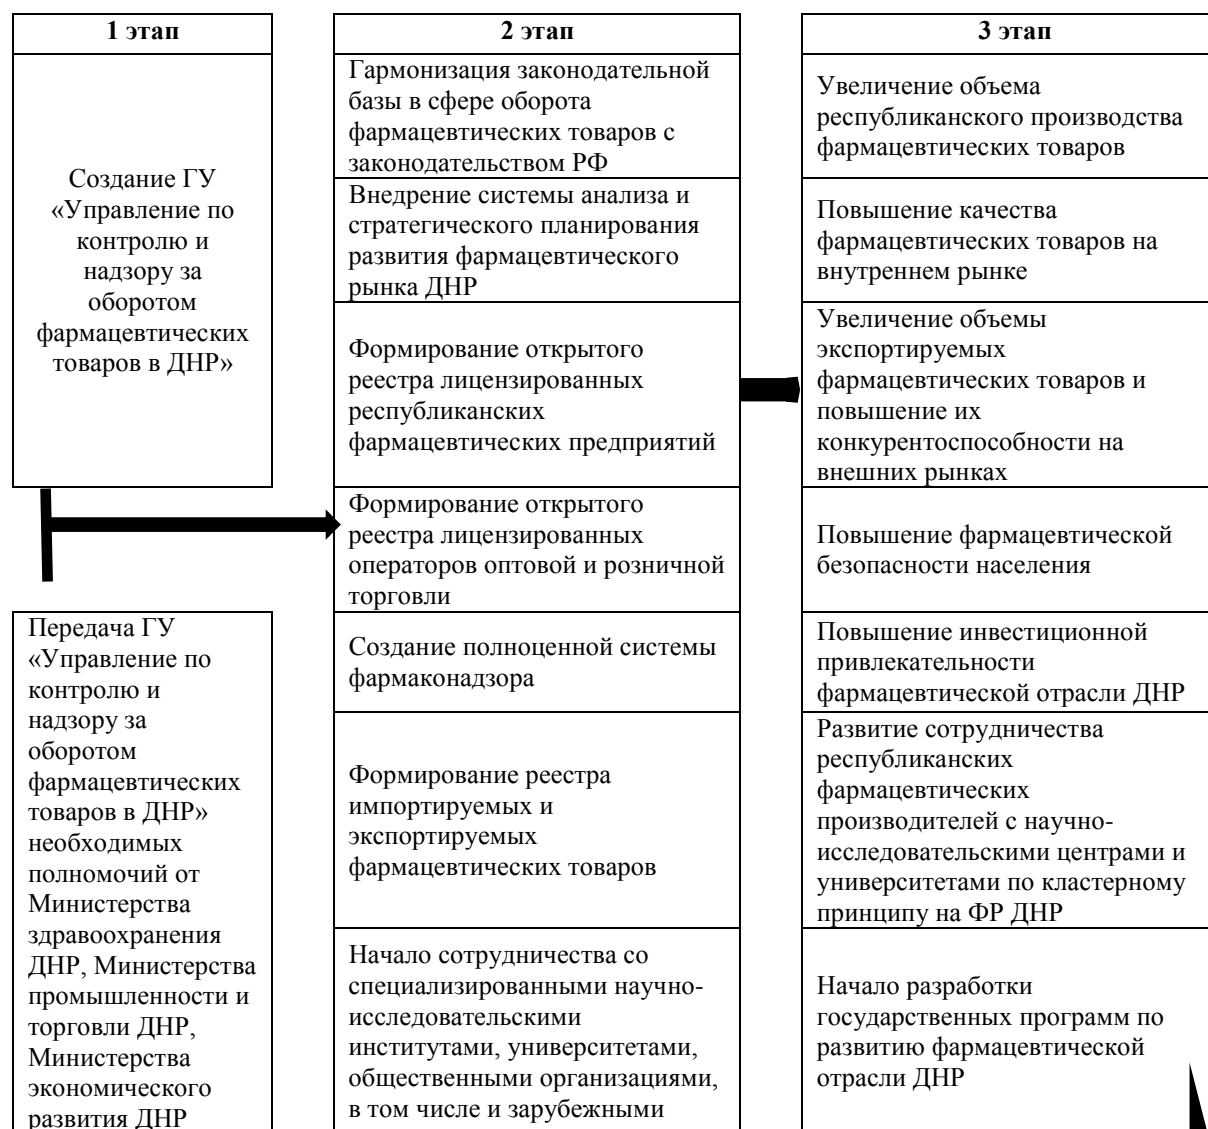 1 этап
Создание ГУ
«Управление по
контролю и
надзору за
оборотом
фармацевтических
товаров в ДНР»
Передача ГУ
«Управление по
контролю и
надзору за
оборотом
фармацевтических
товаров в ДНР»
необходимых
полномочий от
Министерства
здравоохранения
ДНР, Министерства
промышленности и
торговли ДНР,
Министерства
экономического
развития ДНР
2 этап
Гармонизация законодательной
базы в сфере оборота
фармацевтических товаров с
законодательством РФ
Внедрение системы анализа и
стратегического планирования
развития фармацевтического
рынка ДНР
Формирование открытого
реестра лицензированных
республиканских
фармацевтических предприятий
Формирование открытого
реестра лицензированных
операторов оптовой и розничной
торговли
Создание полноценной системы
фармаконадзора
Формирование реестра
импортируемых и
экспортируемых
фармацевтических товаров
Начало сотрудничества со
специализированными научно-
исследовательскими
институтами, университетами,
общественными организациями,
в том числе и зарубежными
3 этап
Увеличение объема
республиканского производства
фармацевтических товаров
Повышение качества
фармацевтических товаров на
внутреннем рынке
Увеличение объемы
экспортируемых
фармацевтических товаров и
повышение их
конкурентоспособности на
внешних рынках
Повышение фармацевтической
безопасности населения
Повышение инвестиционной
привлекательности
фармацевтической отрасли ДНР
Развитие сотрудничества
республиканских
фармацевтических
производителей с научно-
исследовательскими центрами и
университетами по кластерному
принципу на ФР ДНР
Начало разработки
государственных программ по
развитию фармацевтической
отрасли ДНР